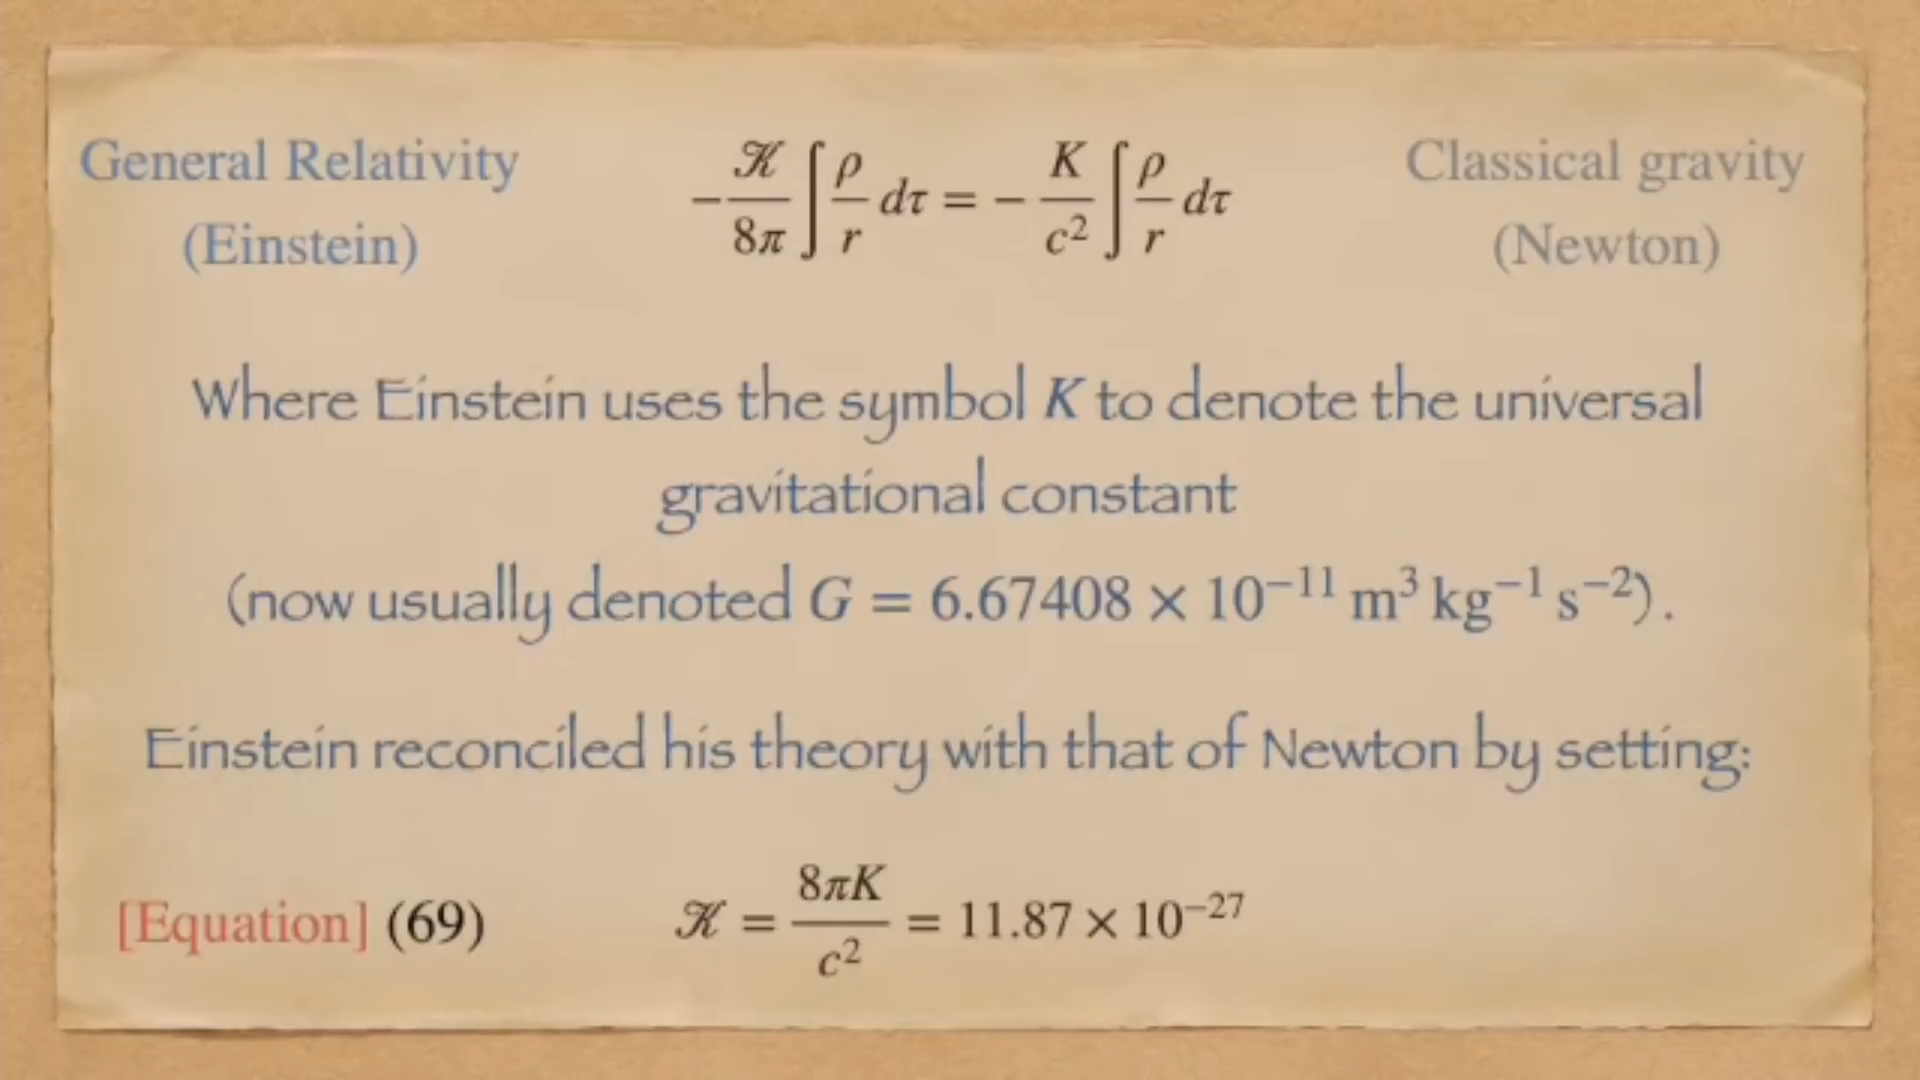 General Relativity
(Einstein)
−𝒦/8π ∫ ρ/r dτ = −K/c² ∫ ρ/r dτ
Classical gravity
(Newton)
Where Einstein uses the symbol K to denote the universal
gravitational constant
(now usually denoted G = 6.67408 × 10⁻¹¹ m³ kg⁻¹ s⁻²).
Einstein reconciled his theory with that of Newton by setting:
[Equation] (69)
𝒦 = 8πK/c² = 11.87 × 10⁻²⁷